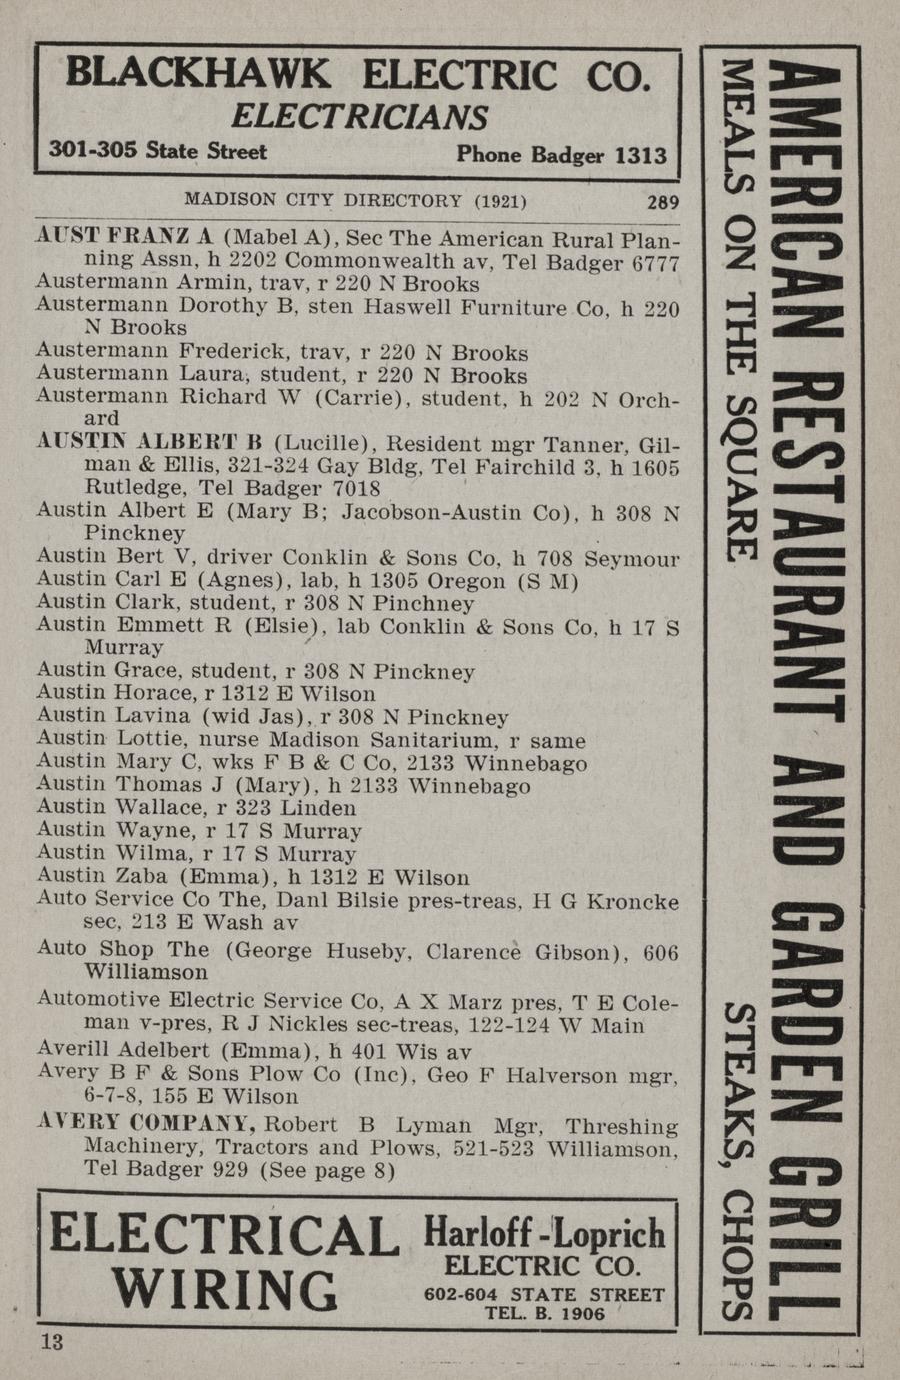 BLACKHAWK ELECTRIC CO.
ELECTRICIANS
301-305 State Street Phone Badger 1313
MADISON CITY DIRECTORY (1921) 289
AUST FRANZ A (Mabel A), Sec The American Rural Plan-
ning Assn, h 2202 Commonwealth av, Tel Badger 6777
Austermann Armin, trav, r 220 N Brooks
Austermann Dorothy B, sten Haswell Furniture Co, h 220
N Brooks
Austermann Frederick, trav, r 220 N Brooks
Austermann Laura, student, r 220 N Brooks
Austermann Richard W (Carrie), student, h 202 N Orch-
ard
AUSTIN ALBERT B (Lucille), Resident mgr Tanner, Gil-
man & Ellis, 321-324 Gay Bldg, Tel Fairchild 3, h 1605
Rutledge, Tel Badger 7018
Austin Albert E (Mary B; Jacobson-Austin Co), h 308 N
Pinckney
Austin Bert V, driver Conklin & Sons Co, h 708 Seymour
Austin Carl E (Agnes), lab, h 1305 Oregon (S M)
Austin Clark, student, r 308 N Pinchney
Austin Emmett R (Elsie), lab Conklin & Sons Co, h 17 S
Murray
Austin Grace, student, r 308 N Pinckney
Austin Horace, r 1312 E Wilson
Austin Lavina (wid Jas), r 308 N Pinckney
Austin Lottie, nurse Madison Sanitarium, r same
Austin Mary C, wks F B & C Co, 2133 Winnebago
Austin Thomas J (Mary), h 2133 Winnebago
Austin Wallace, r 323 Linden
Austin Wayne, r 17 S Murray
Austin Wilma, r 17 S Murray
Austin Zaba (Emma), h 1312 E Wilson
Auto Service Co The, Danl Bilsie pres-treas, H G Kroncke
sec, 213 E Wash av
Auto Shop The (George Huseby, Clarence Gibson), 606
Williamson
Automotive Electric Service Co, A X Marz pres, T E Cole-
man v-pres, R J Nickles sec-treas, 122-124 W Main
Averill Adelbert (Emma), h 401 Wis av
Avery B F & Sons Plow Co (Inc), Geo F Halverson mgr,
6-7-8, 155 E Wilson
AVERY COMPANY, Robert B Lyman Mgr, Threshing
Machinery, Tractors and Plows, 521-523 Williamson,
Tel Badger 929 (See page 8)
ELECTRICAL
WIRING
Harloff-Loprich
ELECTRIC CO.
602-604 STATE STREET
TEL. B. 1906
13
AMERICAN RESTAURANT AND GARDEN GRILL
MEALS ON THE SQUARE STEAKS, CHOPS